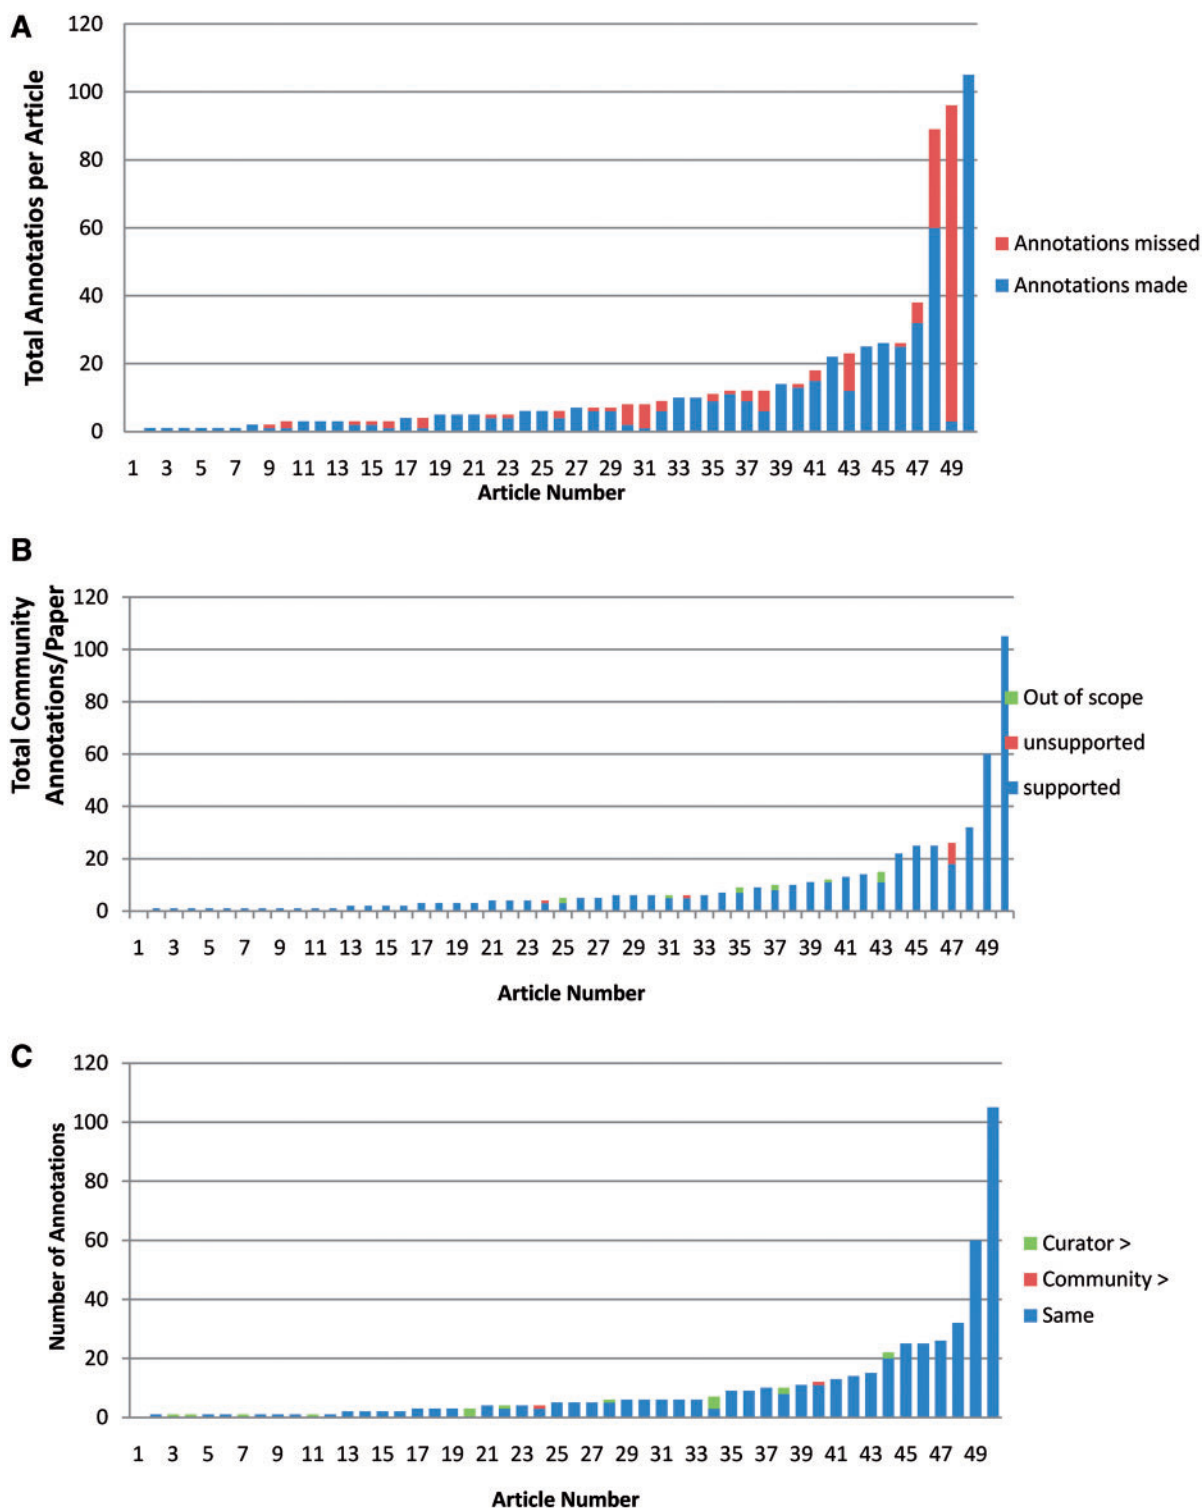 A
Total Annotatios per Article
120
100
80
60
40
20
0
1 3 5 7 9 11 13 15 17 19 21 23 25 27 29 31 33 35 37 39 41 43 45 47 49
Article Number
Annotations missed
Annotations made
B
Total Community
Annotations/Paper
120
100
80
60
40
20
0
1 3 5 7 9 11 13 15 17 19 21 23 25 27 29 31 33 35 37 39 41 43 45 47 49
Article Number
Out of scope
unsupported
supported
C
Number of Annotations
120
100
80
60
40
20
0
1 3 5 7 9 11 13 15 17 19 21 23 25 27 29 31 33 35 37 39 41 43 45 47 49
Article Number
Curator >
Community >
Same